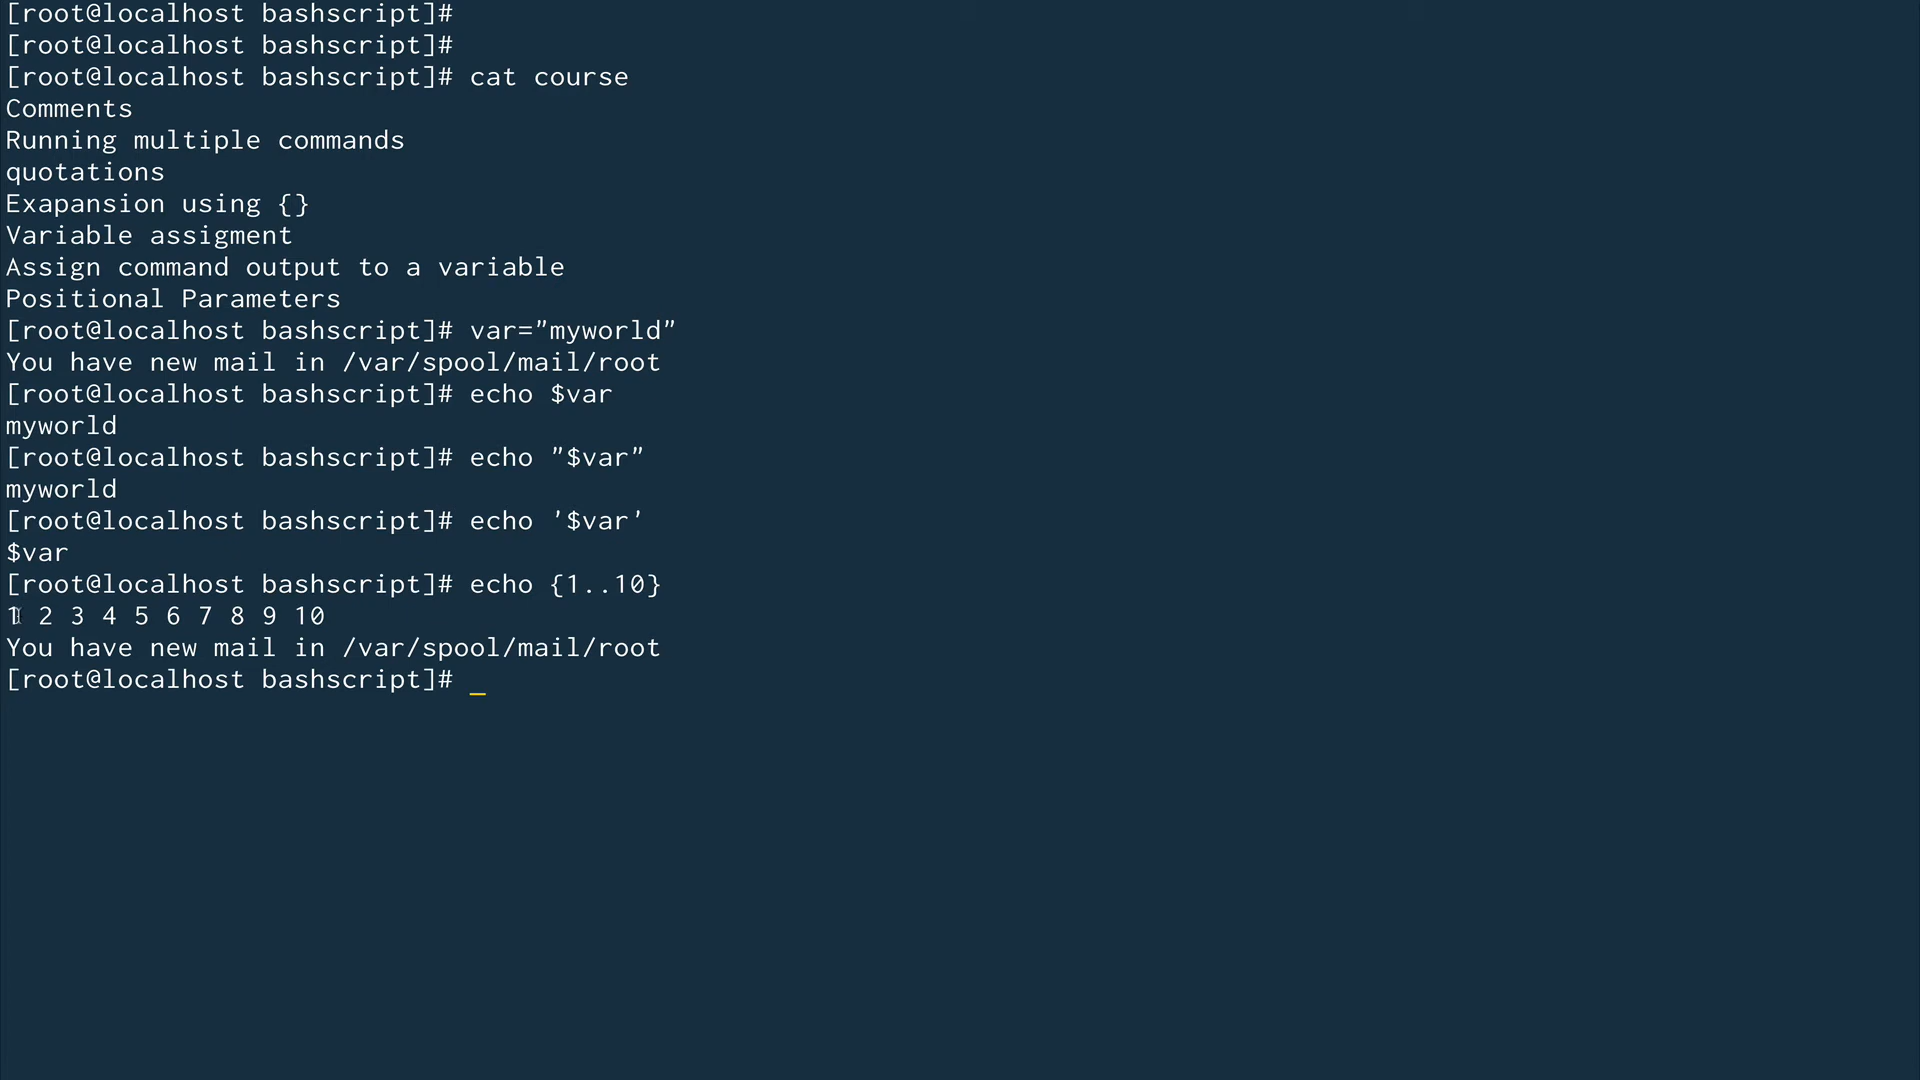 [root@localhost bashscript]#
[root@localhost bashscript]#
[root@localhost bashscript]# cat course
Comments
Running multiple commands
quotations
Exapansion using {}
Variable assigment
Assign command output to a variable
Positional Parameters
[root@localhost bashscript]# var="myworld"
You have new mail in /var/spool/mail/root
[root@localhost bashscript]# echo $var
myworld
[root@localhost bashscript]# echo "$var"
myworld
[root@localhost bashscript]# echo '$var'
$var
[root@localhost bashscript]# echo {1..10}
1 2 3 4 5 6 7 8 9 10
You have new mail in /var/spool/mail/root
[root@localhost bashscript]# _